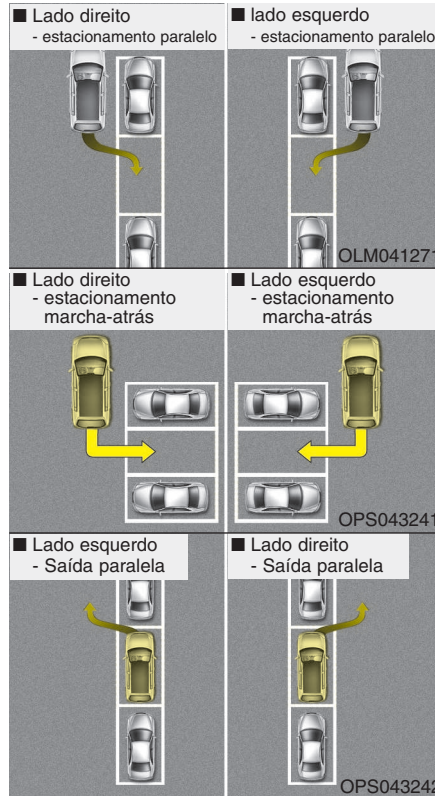 ■ Lado direito
- estacionamento paralelo
■ lado esquerdo
- estacionamento paralelo
OLM041271
■ Lado direito
- estacionamento
marcha-atrás
■ Lado esquerdo
- estacionamento
marcha-atrás
OPS043241
■ Lado esquerdo
- Saída paralela
■ Lado direito
- Saída paralela
OPS043242